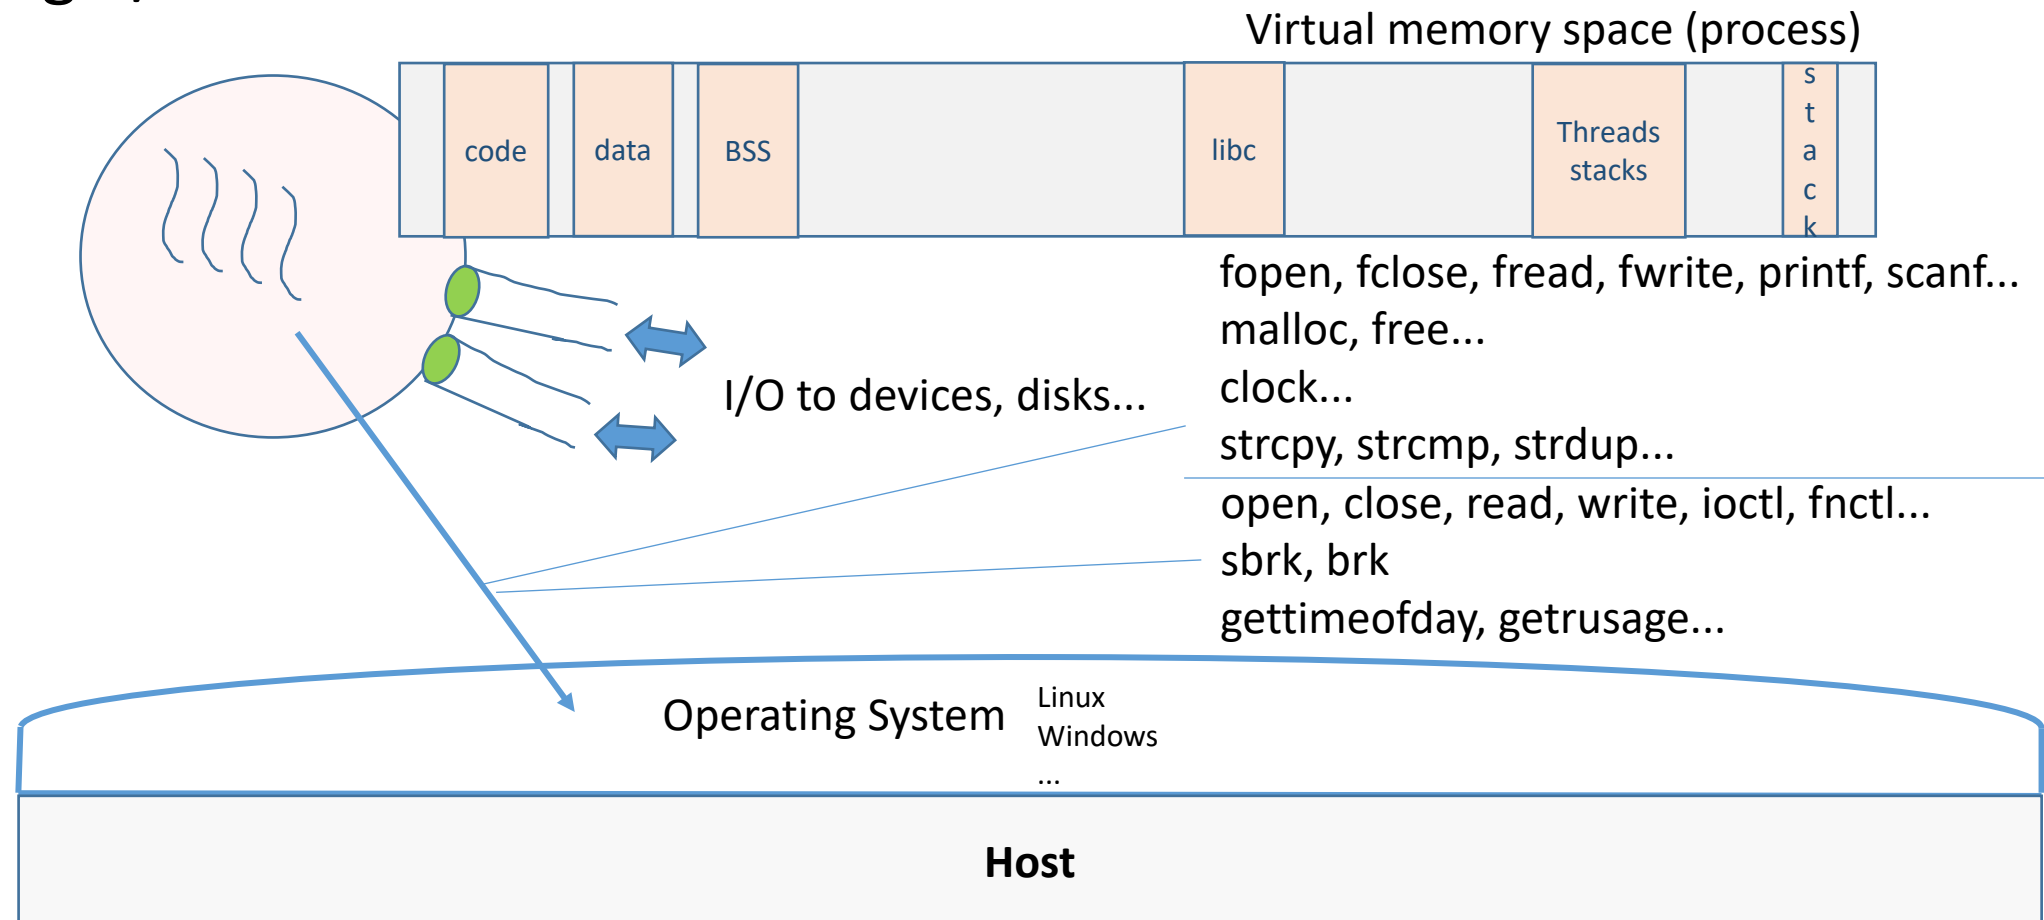 Virtual memory space (process)
code
data
BSS
libc
Threads
stacks
stack
fopen, fclose, fread, fwrite, printf, scanf...
malloc, free...
clock...
strcpy, strcmp, strdup...
I/O to devices, disks...
open, close, read, write, ioctl, fnctl...
sbrk, brk
gettimeofday, getrusage...
Operating System
Linux
Windows
...
Host